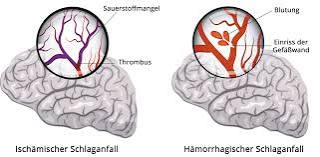 Sauerstoffmangel
Thrombus
Ischämischer Schlaganfall
Blutung
Einriss der
Gefäßwand
Hämorrhagischer Schlaganfall